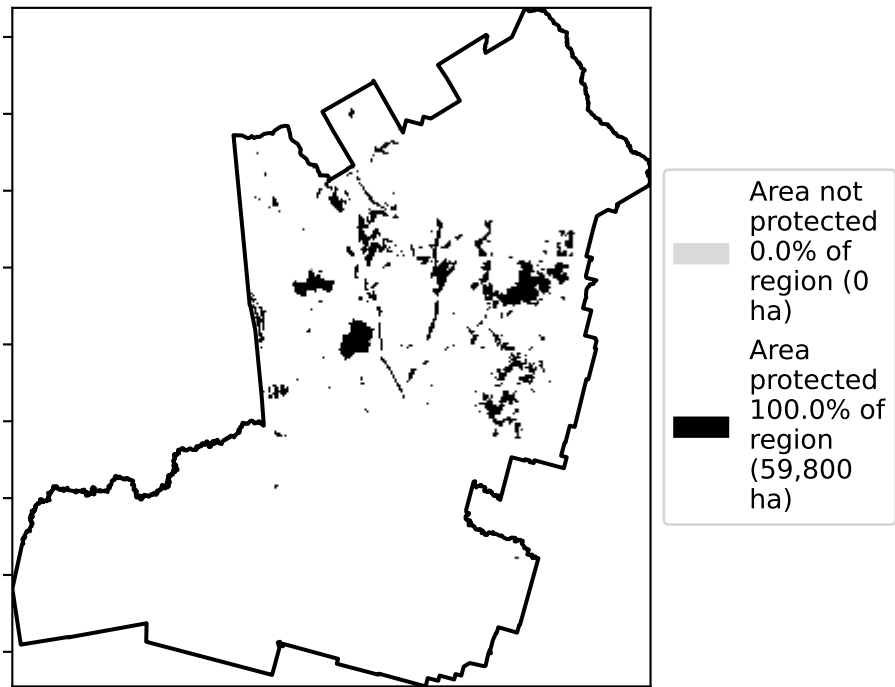 Area not
protected
0.0% of
region (0
ha)
Area
protected
100.0% of
region
(59,800
ha)